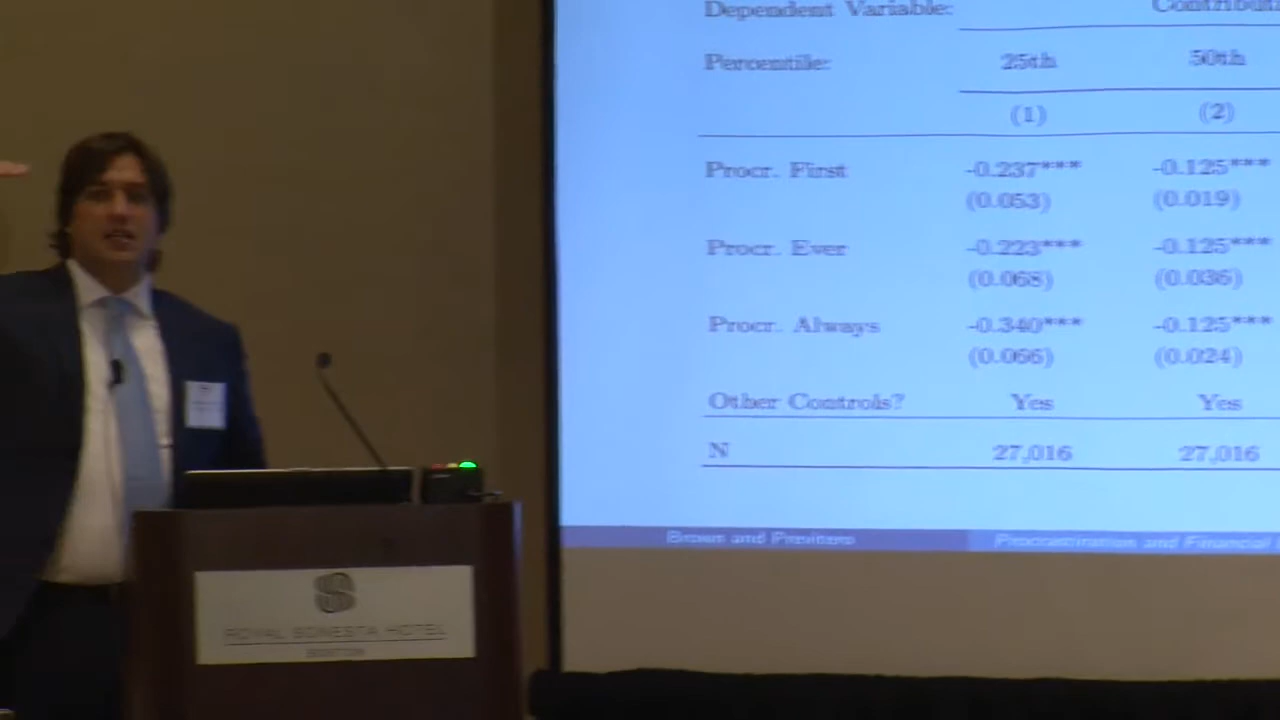 Dependent Variable:
Percentile: 25th 50th
(1) (2)
Procr. First -0.237*** -0.125***
(0.053) (0.019)
Procr. Ever -0.223*** -0.125***
(0.068) (0.036)
Procr. Always -0.340*** -0.125***
(0.066) (0.024)
Other Controls? Yes Yes
N 27,016 27,016
Brown and Previtero Procrastination and Financial
ROYAL SONESTA HOTEL
BOSTON